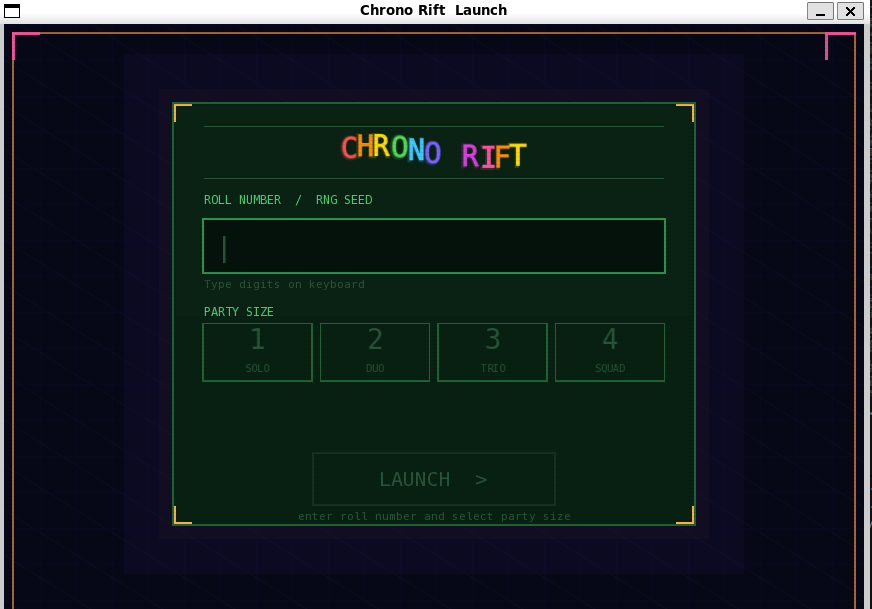 Chrono Rift  Launch
CHRONO RIFT
ROLL NUMBER  /  RNG SEED
Type digits on keyboard
PARTY SIZE
1 2 3 4
SOLO DUO TRIO SQUAD
LAUNCH  >
enter roll number and select party size